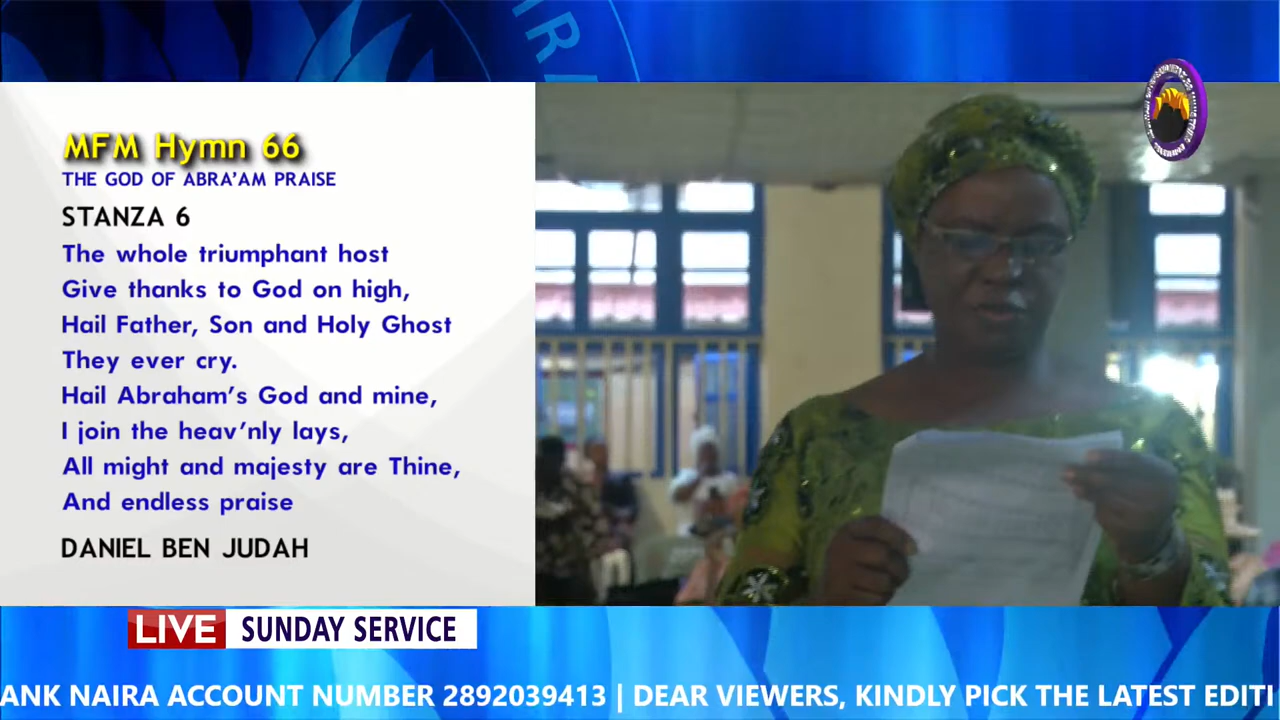 IRA
MFM Hymn 66
THE GOD OF ABRA'AM PRAISE
STANZA 6
The whole triumphant host
Give thanks to God on high,
Hail Father, Son and Holy Ghost
They ever cry.
Hail Abraham's God and mine,
I join the heav'nly lays,
All might and majesty are Thine,
And endless praise
DANIEL BEN JUDAH
LIVE SUNDAY SERVICE
ANK NAIRA ACCOUNT NUMBER 2892039413 | DEAR VIEWERS, KINDLY PICK THE LATEST EDITI